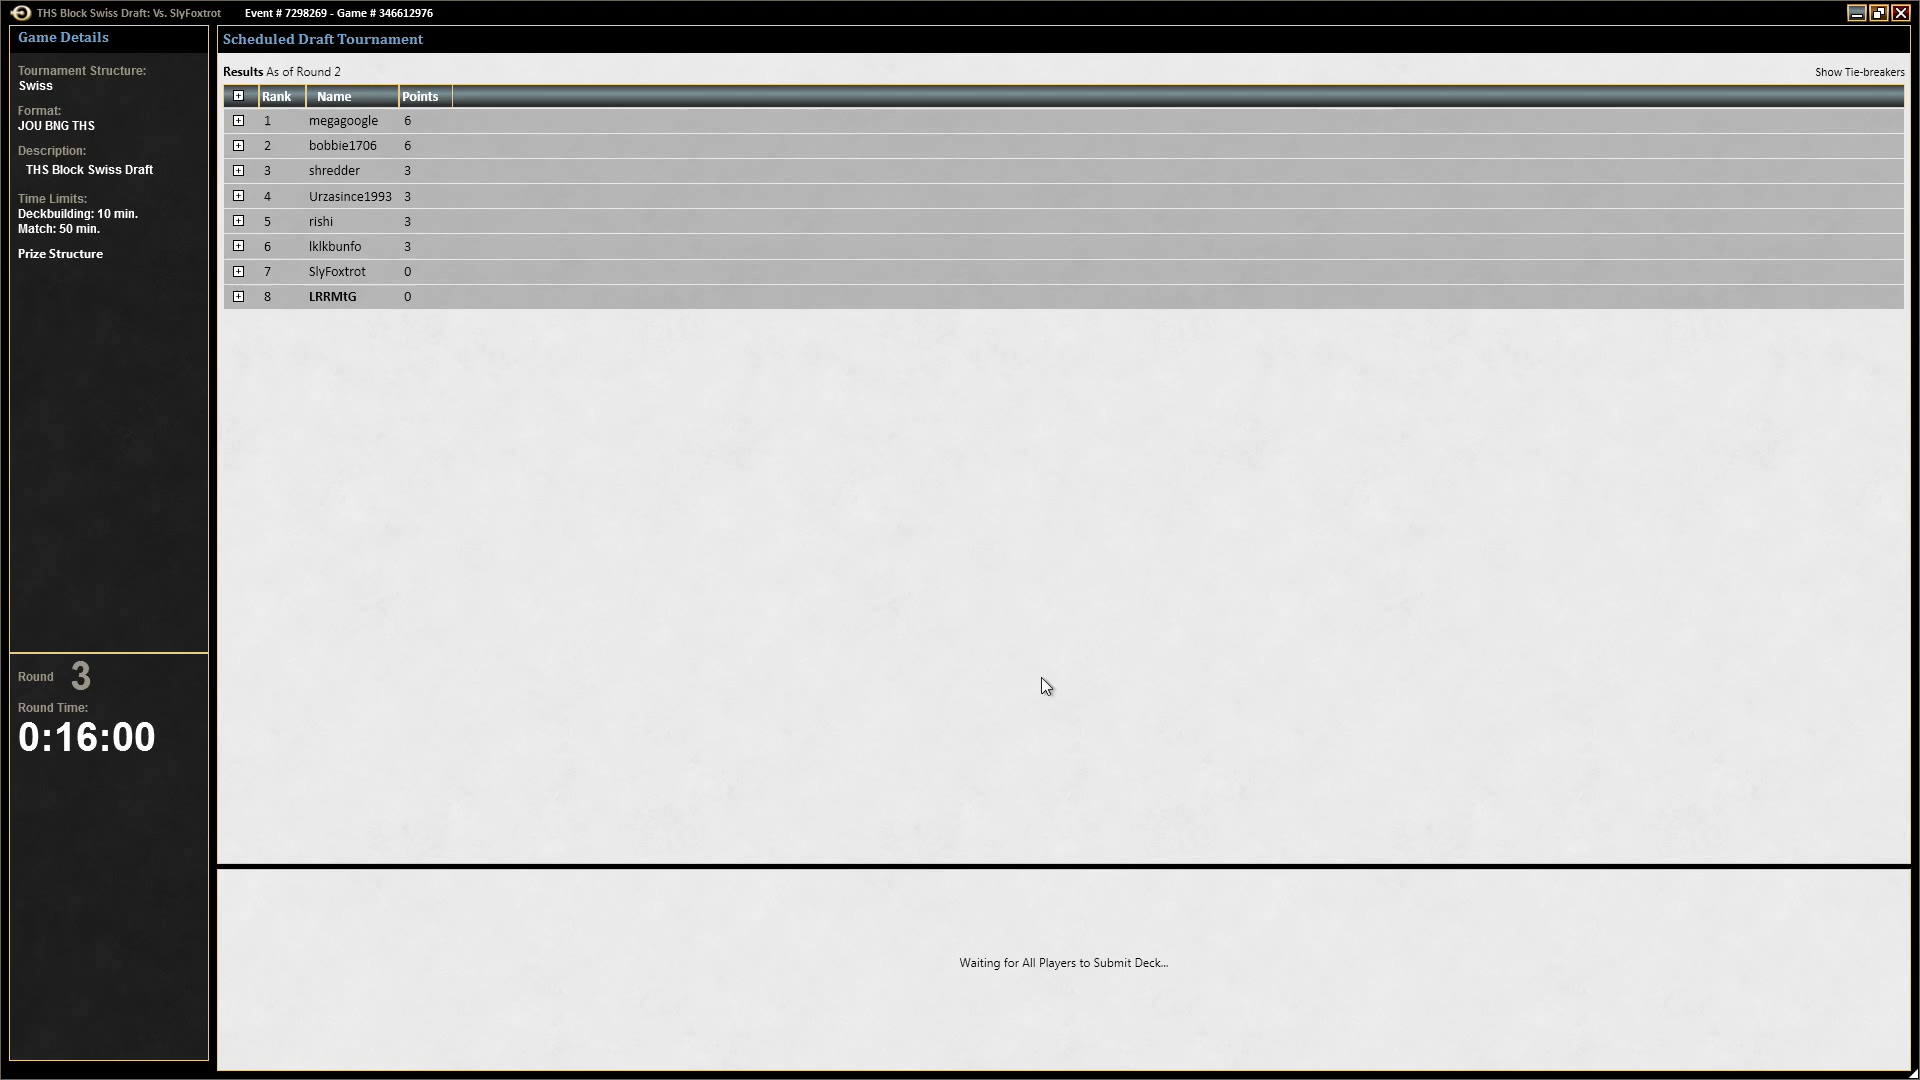 THS Block Swiss Draft: Vs. SlyFoxtrot Event # 7298269 - Game # 346612976
Game Details
Tournament Structure:
Swiss
Format:
JOU BNG THS
Description:
THS Block Swiss Draft
Time Limits:
Deckbuilding: 10 min.
Match: 50 min.
Prize Structure
Round 3
Round Time:
0:16:00
Scheduled Draft Tournament
Results As of Round 2 Show Tie-breakers
Rank Name Points
1 megagoogle 6
2 bobbie1706 6
3 shredder 3
4 Urzasince1993 3
5 rishi 3
6 lklkbunfo 3
7 SlyFoxtrot 0
8 LRRMtG 0
Waiting for All Players to Submit Deck...